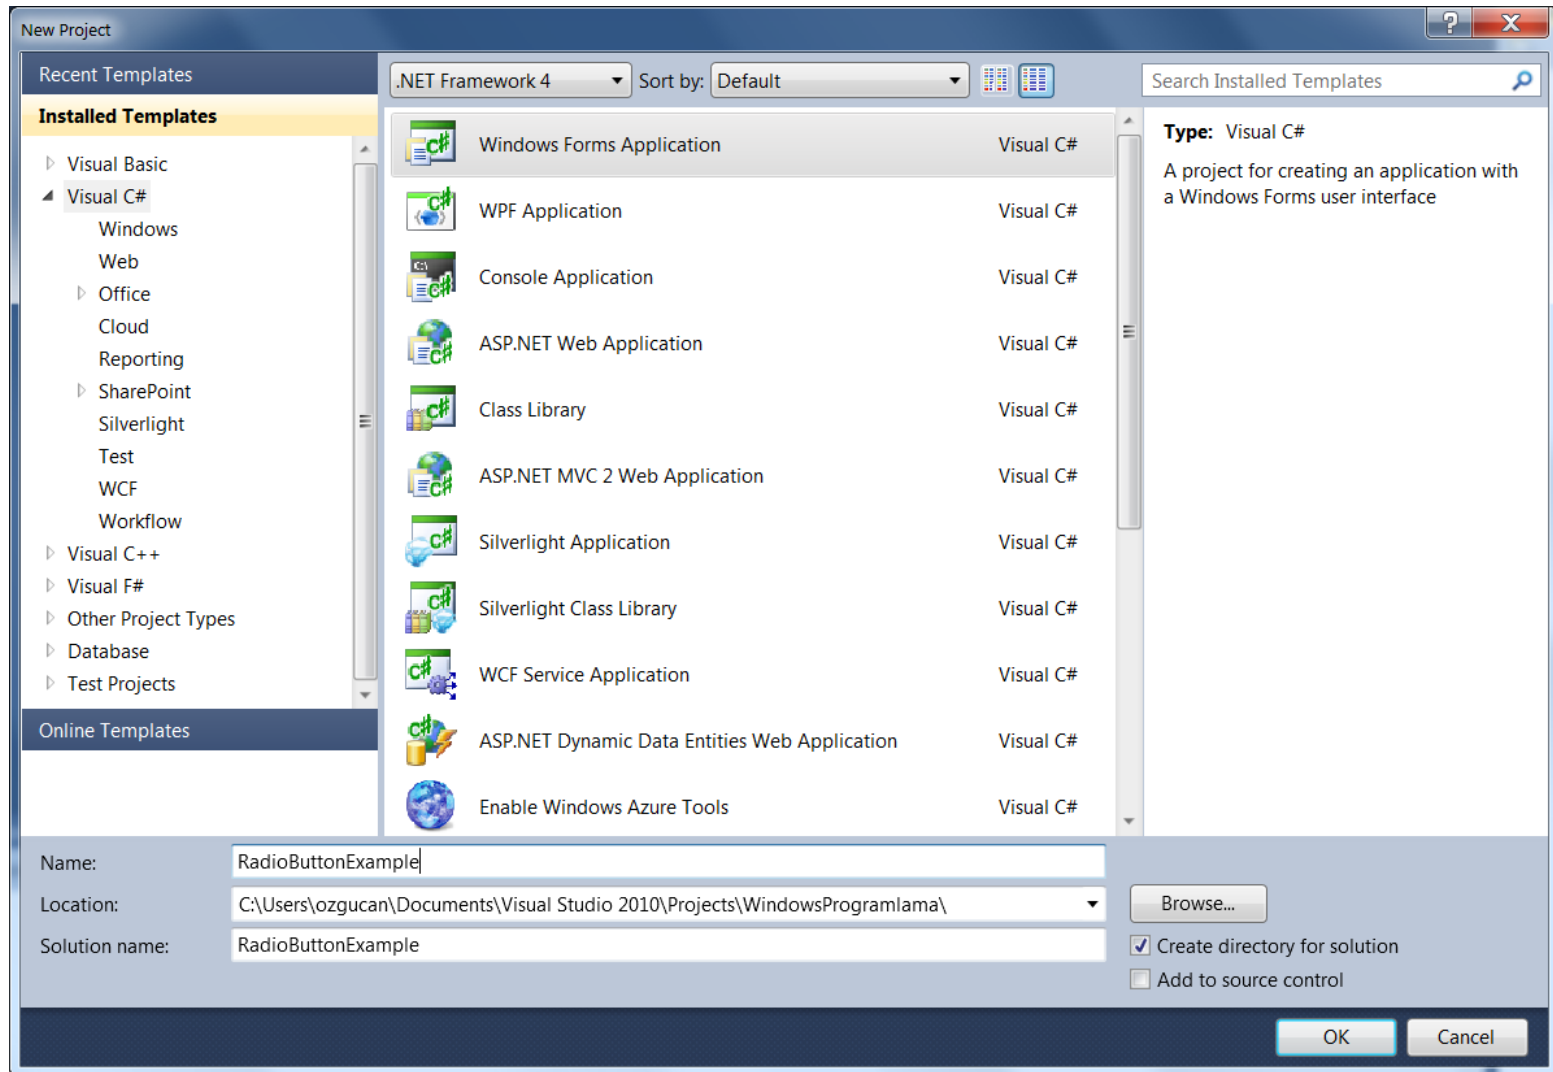 New Project
?
X
Recent Templates
.NET Framework 4
Sort by:
Default
Search Installed Templates
Installed Templates
Visual Basic
Visual C#
Windows
Web
Office
Cloud
Reporting
SharePoint
Silverlight
Test
WCF
Workflow
Visual C++
Visual F#
Other Project Types
Database
Test Projects
Online Templates
Windows Forms Application Visual C#
WPF Application Visual C#
Console Application Visual C#
ASP.NET Web Application Visual C#
Class Library Visual C#
ASP.NET MVC 2 Web Application Visual C#
Silverlight Application Visual C#
Silverlight Class Library Visual C#
WCF Service Application Visual C#
ASP.NET Dynamic Data Entities Web Application Visual C#
Enable Windows Azure Tools Visual C#
Type: Visual C#
A project for creating an application with
a Windows Forms user interface
Name: RadioButtonExample
Location: C:\Users\ozgucan\Documents\Visual Studio 2010\Projects\WindowsProgramlama\
Browse...
Solution name: RadioButtonExample
Create directory for solution
Add to source control
OK
Cancel